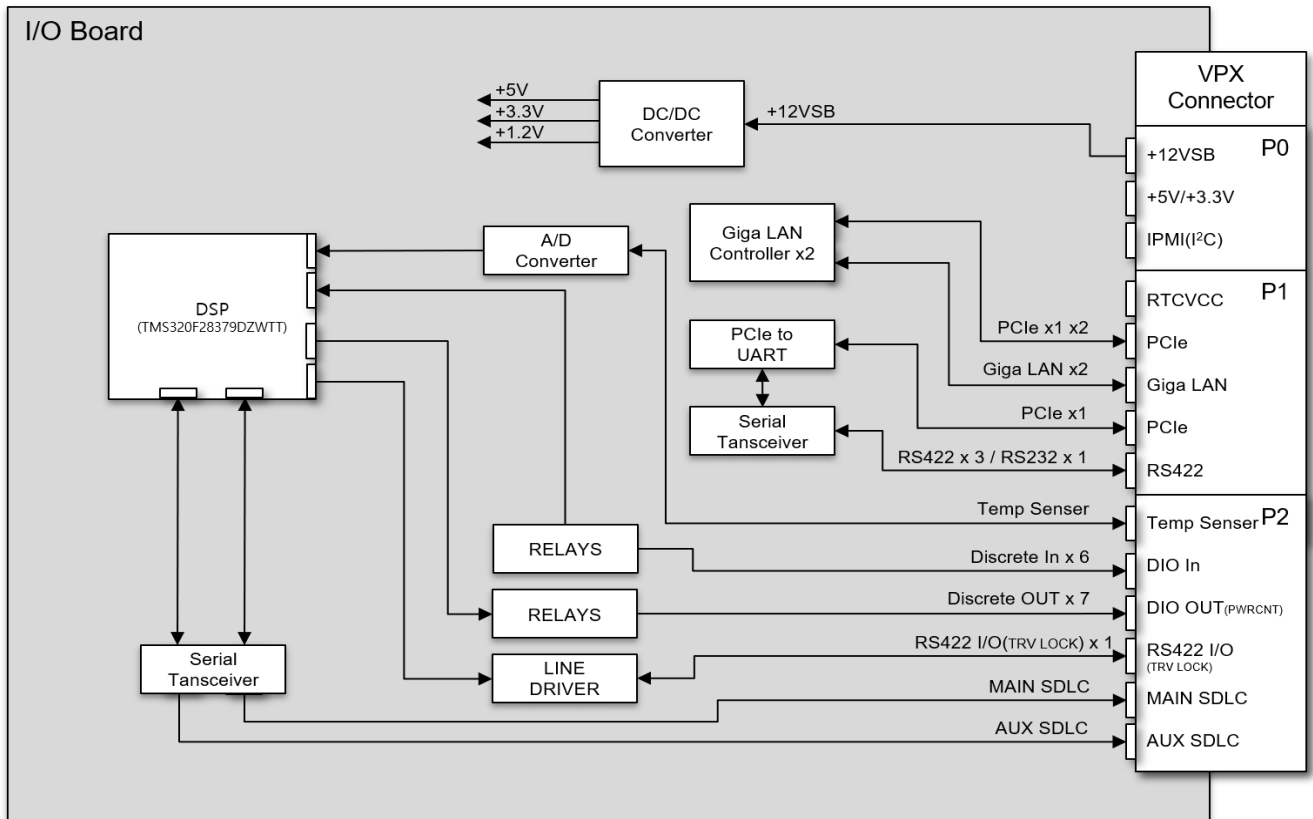 I/O Board
VPX
Connector
+5V
+3.3V
+1.2V
DC/DC
Converter
+12VSB
+12VSB
P0
+5V/+3.3V
IPMI(I²C)
Giga LAN
Controller x2
A/D
Converter
DSP
(TMS320F28379DZWTT)
RTCVCC
P1
PCIe x1 x2
PCIe
PCIe to
UART
Giga LAN x2
Giga LAN
PCIe x1
PCIe
Serial
Tansceiver
RS422 x 3 / RS232 x 1
RS422
Temp Senser
Temp Senser
P2
RELAYS
Discrete In x 6
DIO In
RELAYS
Discrete OUT x 7
DIO OUT(PWRCNT)
RS422 I/O(TRV LOCK) x 1
RS422 I/O
(TRV LOCK)
Serial
Tansceiver
LINE
DRIVER
MAIN SDLC
MAIN SDLC
AUX SDLC
AUX SDLC